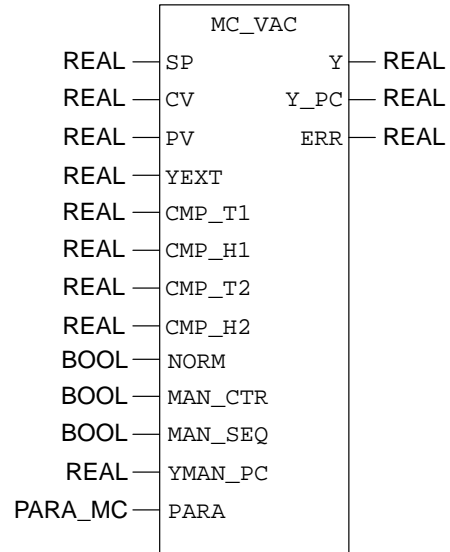 MC_VAC
REAL SP Y REAL
REAL CV Y_PC REAL
REAL PV ERR REAL
REAL YEXT
REAL CMP_T1
REAL CMP_H1
REAL CMP_T2
REAL CMP_H2
BOOL NORM
BOOL MAN_CTR
BOOL MAN_SEQ
REAL YMAN_PC
PARA_MC PARA